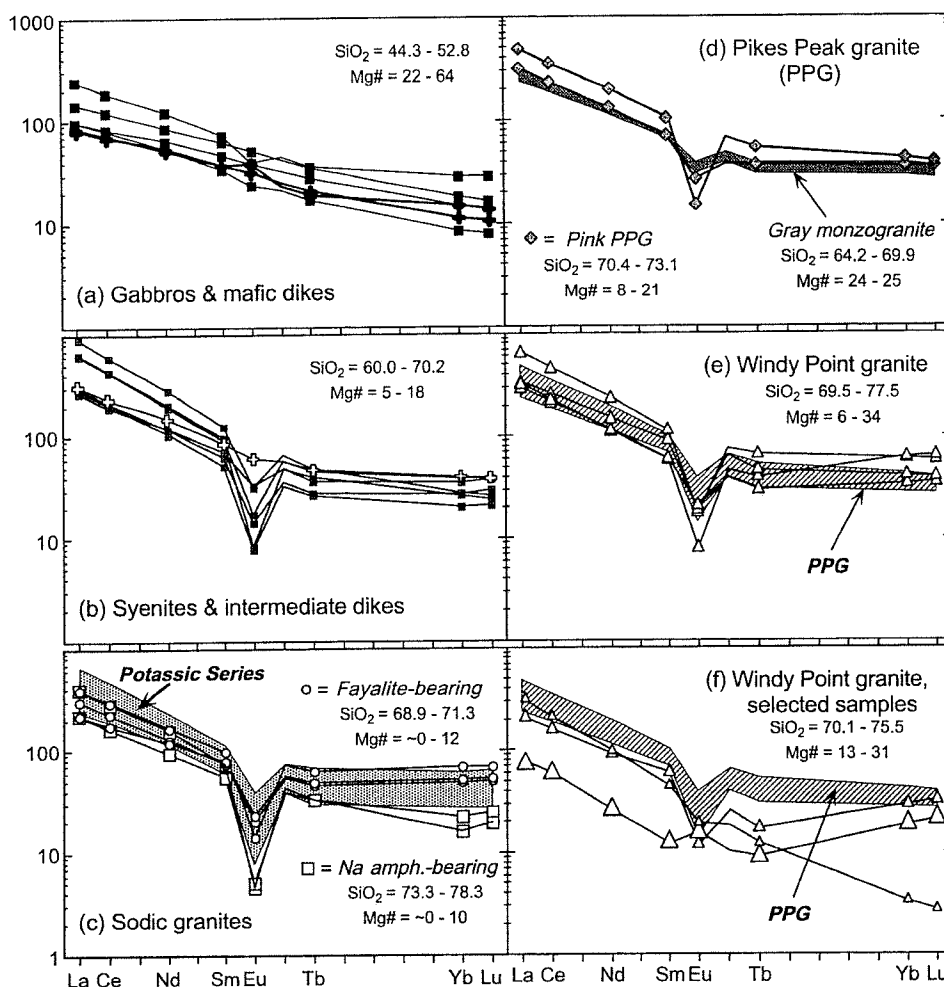 1000
100
10
SiO2 = 44.3 - 52.8
Mg# = 22 - 64
(a) Gabbros & mafic dikes
(d) Pikes Peak granite
(PPG)
= Pink PPG
SiO2 = 70.4 - 73.1
Mg# = 8 - 21
Gray monzogranite
SiO2 = 64.2 - 69.9
Mg# = 24 - 25
100
10
SiO2 = 60.0 - 70.2
Mg# = 5 - 18
(b) Syenites & intermediate dikes
(e) Windy Point granite
SiO2 = 69.5 - 77.5
Mg# = 6 - 34
PPG
100
10
1
Potassic Series
= Fayalite-bearing
SiO2 = 68.9 - 71.3
Mg# = ~0 - 12
= Na amph.-bearing
SiO2 = 73.3 - 78.3
Mg# = ~0 - 10
(c) Sodic granites
(f) Windy Point granite,
selected samples
SiO2 = 70.1 - 75.5
Mg# = 13 - 31
PPG
La Ce Nd Sm Eu Tb Yb Lu
La Ce Nd Sm Eu Tb Yb Lu